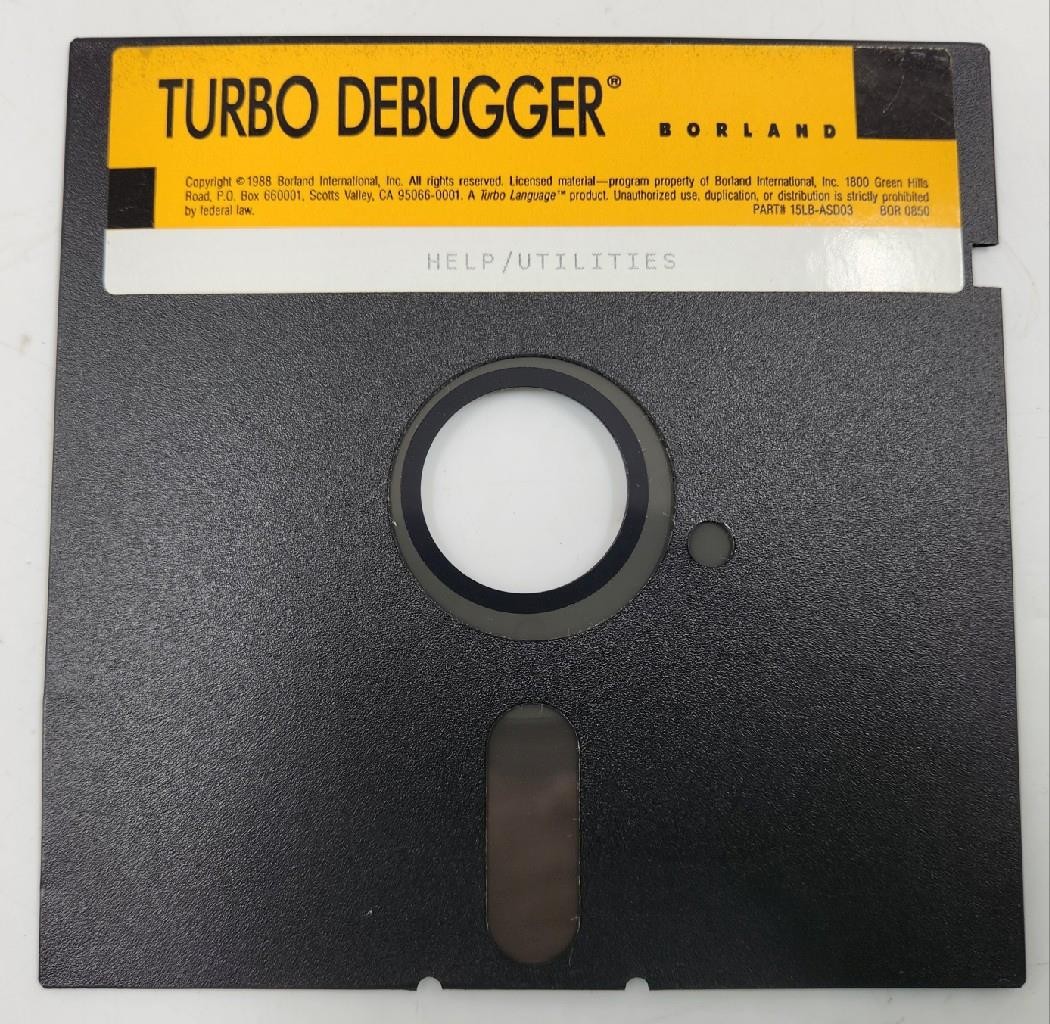 TURBO DEBUGGER® BORLAND
Copyright © 1988 Borland International, Inc. All rights reserved. Licensed material—program property of Borland International, Inc. 1800 Green Hills
Road, P.O. Box 660001, Scotts Valley, CA 95066-0001. A Turbo Language™ product. Unauthorized use, duplication, or distribution is strictly prohibited
by federal law. PART# 15LB-ASD03 BOR 0850
HELP/UTILITIES